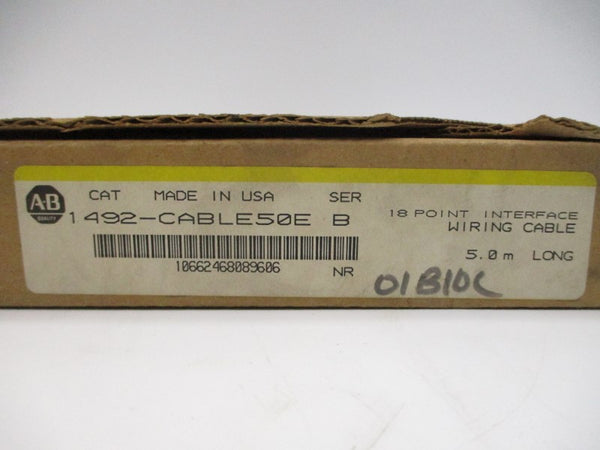 A-B
QUALITY
CAT MADE IN USA SER
1492-CABLE50E B
18 POINT INTERFACE
WIRING CABLE
10662468089606
NR
5.0m LONG
01B10C